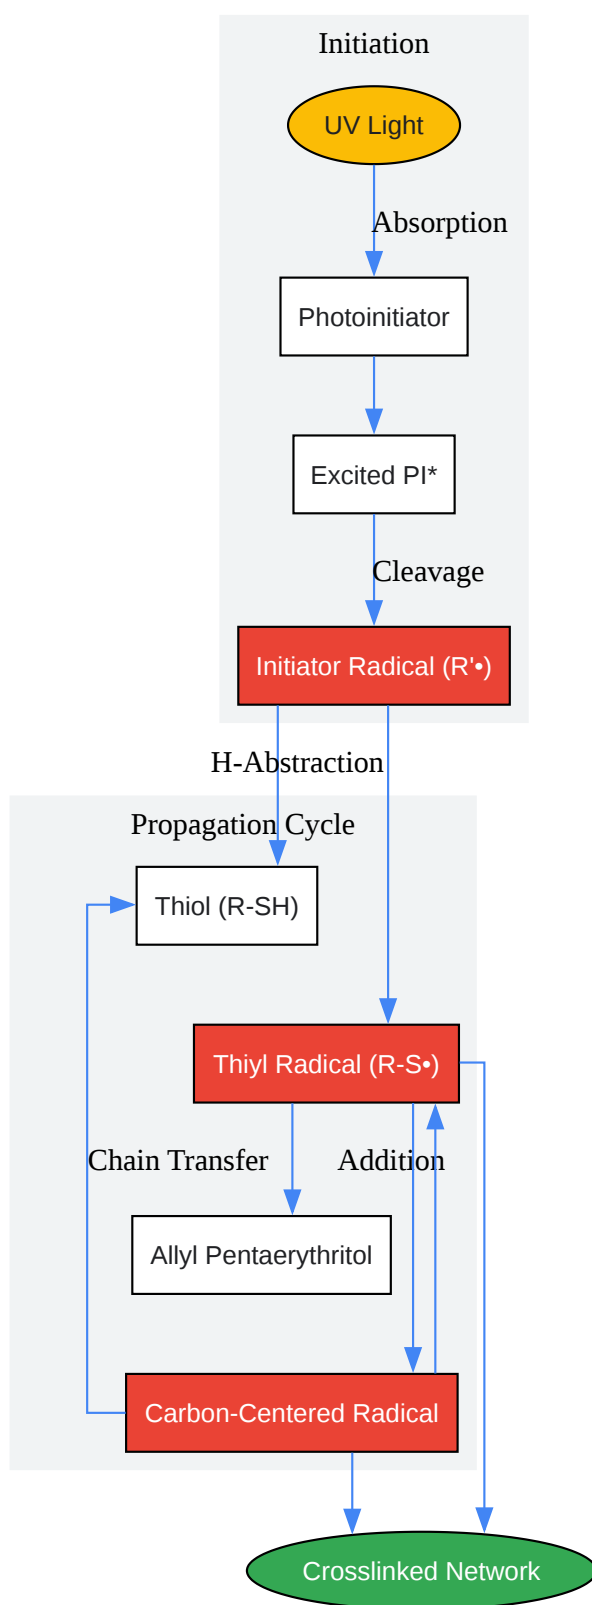 Initiation
UV Light
Absorption
Photoinitiator
Excited PI*
Cleavage
Initiator Radical (R'•)
H-Abstraction
Propagation Cycle
Thiol (R-SH)
Thiyl Radical (R-S•)
Chain Transfer
Addition
Allyl Pentaerythritol
Carbon-Centered Radical
Crosslinked Network